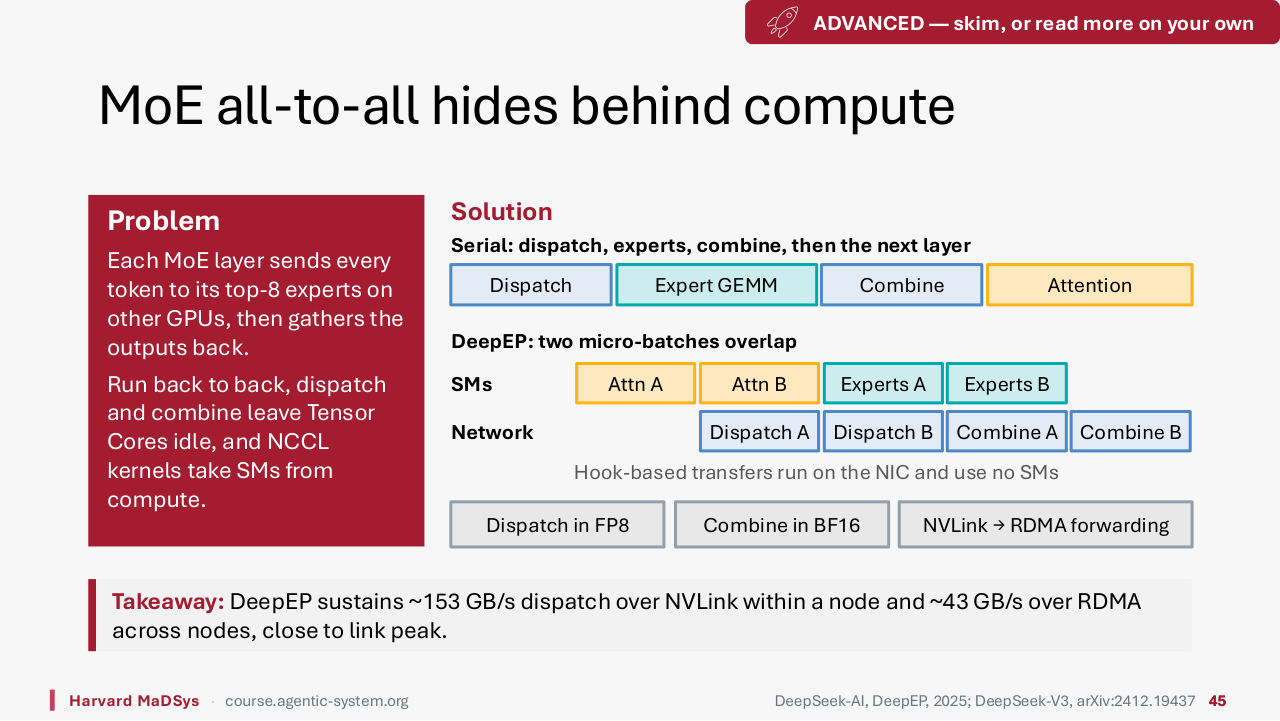 ADVANCED — skim, or read more on your own
MoE all-to-all hides behind compute
Problem
Each MoE layer sends every
token to its top-8 experts on
other GPUs, then gathers the
outputs back.
Run back to back, dispatch
and combine leave Tensor
Cores idle, and NCCL
kernels take SMs from
compute.
Solution
Serial: dispatch, experts, combine, then the next layer
Dispatch Expert GEMM Combine Attention
DeepEP: two micro-batches overlap
SMs Attn A Attn B Experts A Experts B
Network Dispatch A Dispatch B Combine A Combine B
Hook-based transfers run on the NIC and use no SMs
Dispatch in FP8 Combine in BF16 NVLink → RDMA forwarding
Takeaway: DeepEP sustains ~153 GB/s dispatch over NVLink within a node and ~43 GB/s over RDMA
across nodes, close to link peak.
Harvard MaDSys · course.agentic-system.org DeepSeek-AI, DeepEP, 2025; DeepSeek-V3, arXiv:2412.19437 45